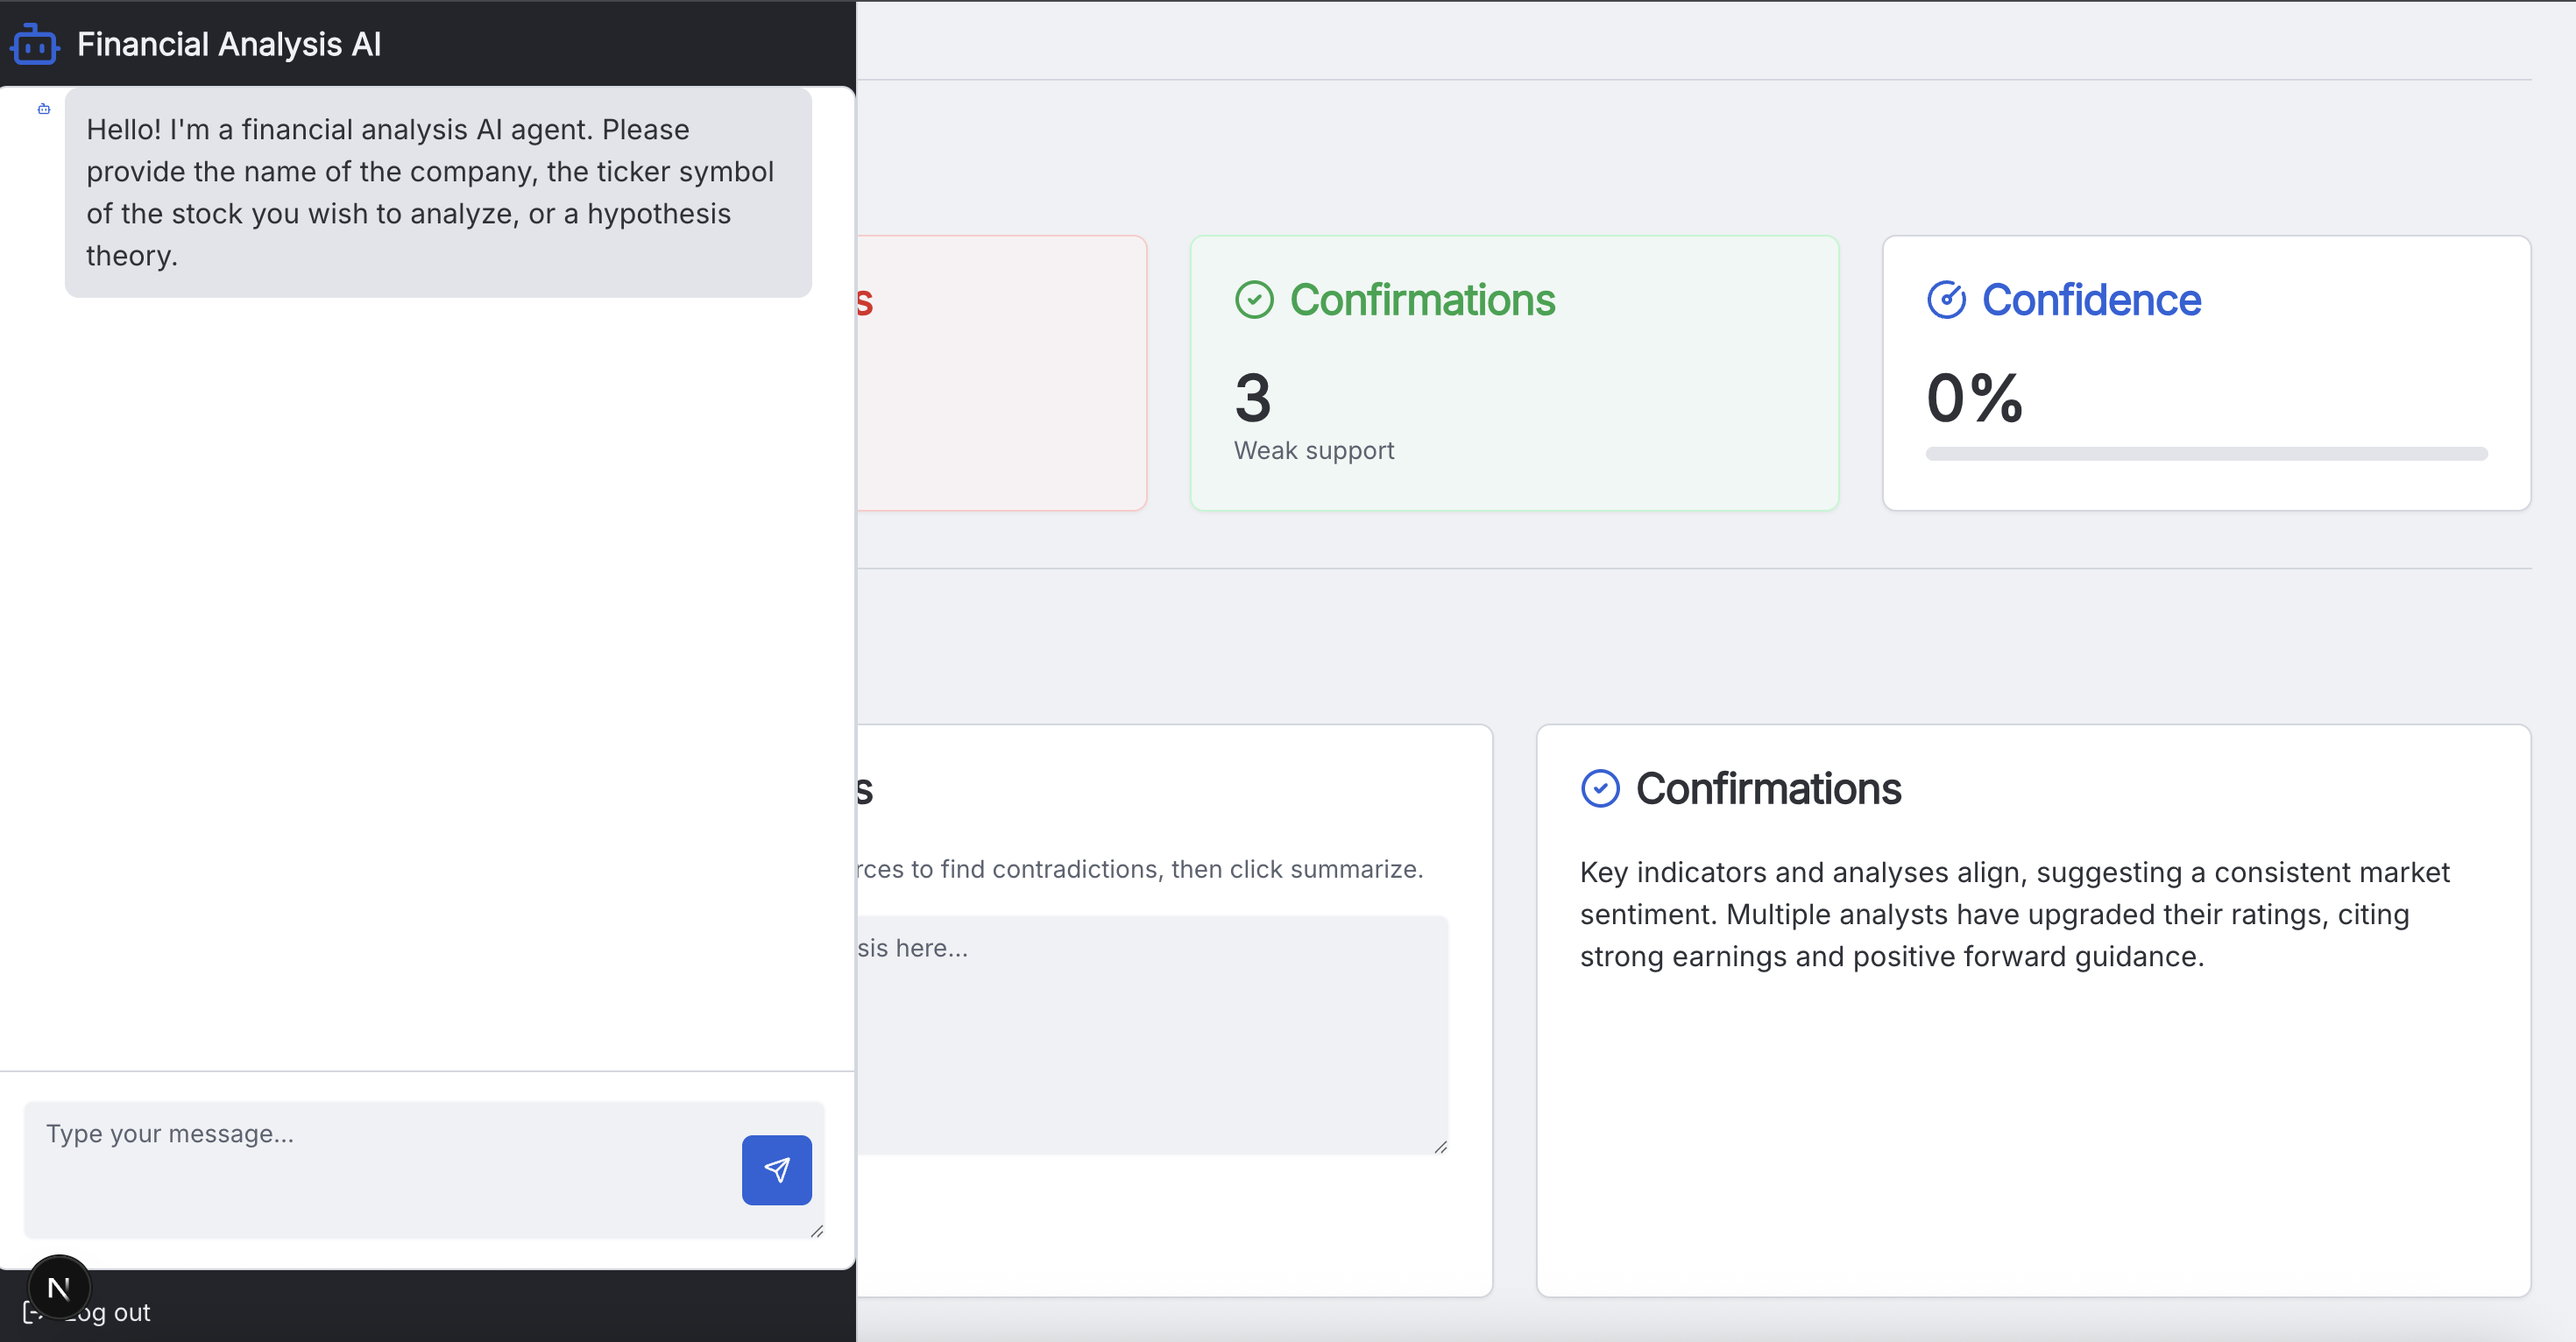 Financial Analysis AI
Hello! I'm a financial analysis AI agent. Please
provide the name of the company, the ticker symbol
of the stock you wish to analyze, or a hypothesis
theory.
s
Confirmations
3
Weak support
Confidence
0%
s
rces to find contradictions, then click summarize.
sis here...
Confirmations
Key indicators and analyses align, suggesting a consistent market
sentiment. Multiple analysts have upgraded their ratings, citing
strong earnings and positive forward guidance.
Type your message...
N
Log out